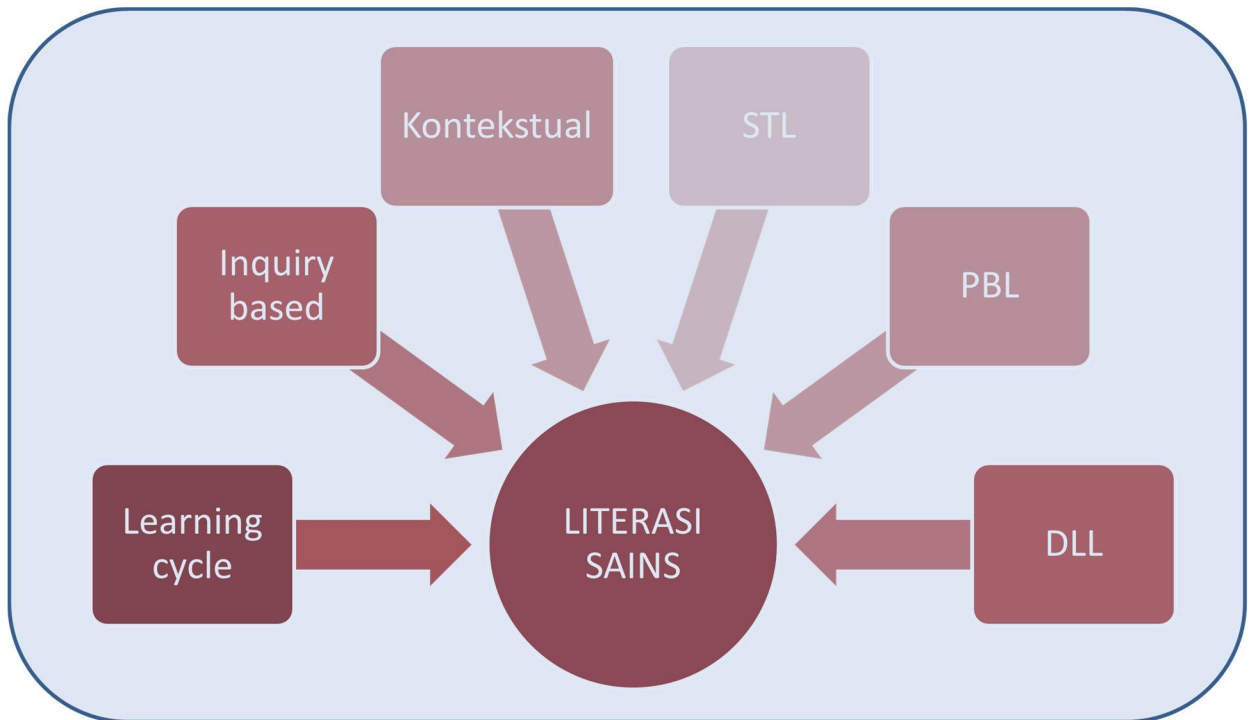 Kontekstual
STL
Inquiry
based
PBL
Learning
cycle
LITERASI
SAINS
DLL